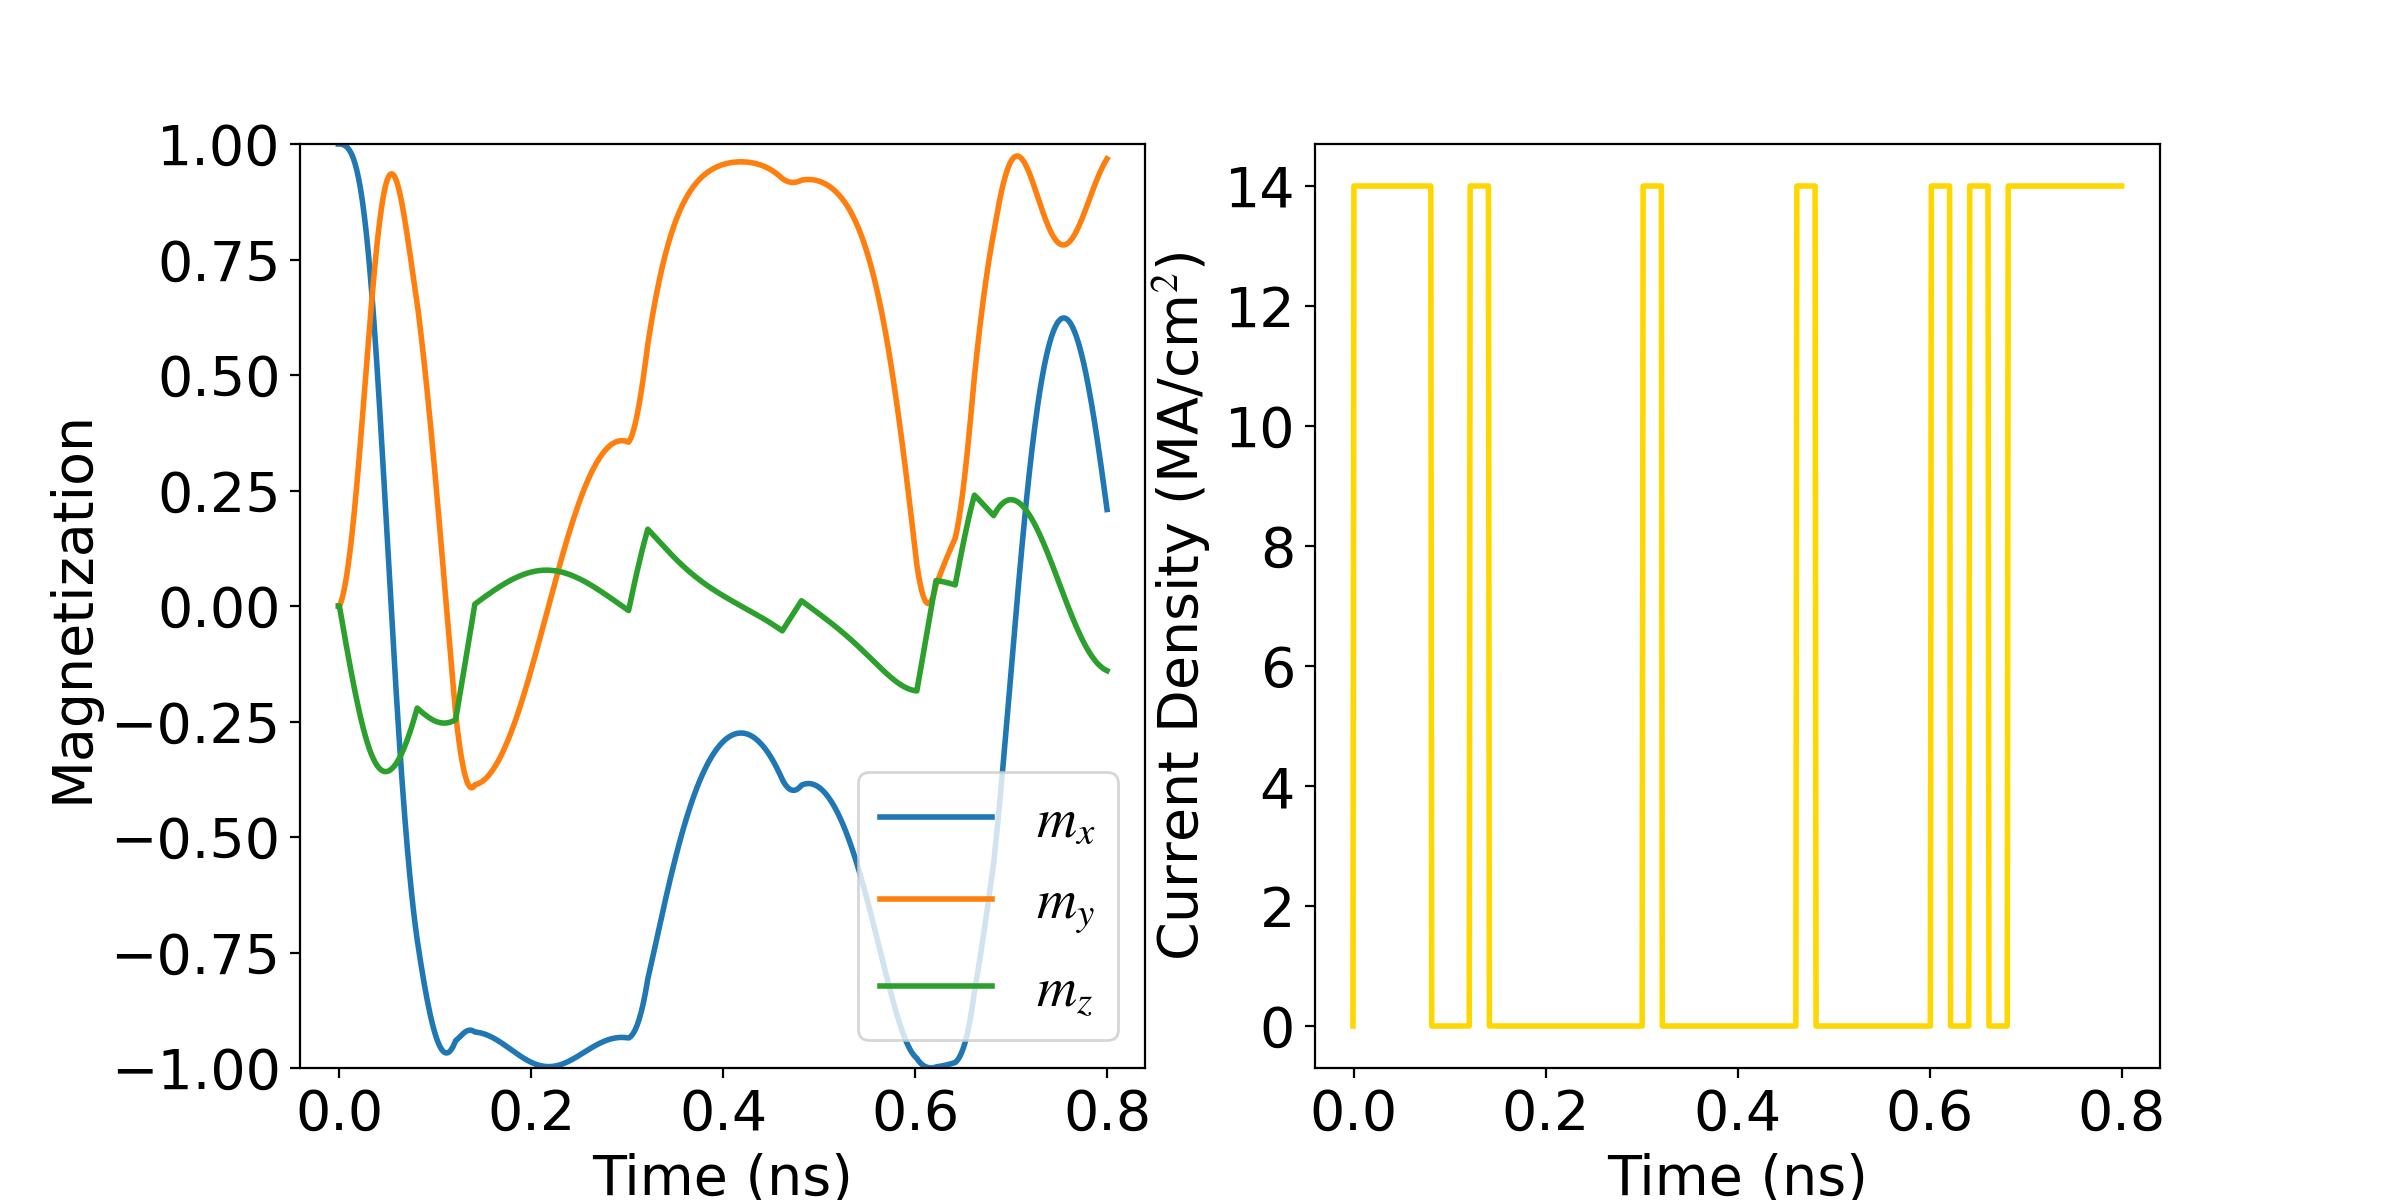 1.00
0.75
0.50
0.25
0.00
−0.25
−0.50
−0.75
−1.00
Magnetization
0.0 0.2 0.4 0.6 0.8
Time (ns)
m_x
m_y
m_z
14
12
10
8
6
4
2
0
Current Density (MA/cm²)
0.0 0.2 0.4 0.6 0.8
Time (ns)